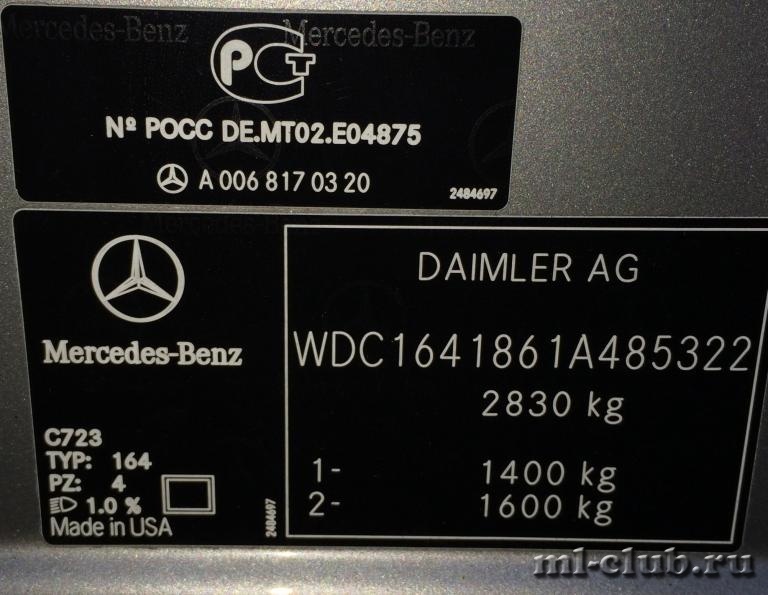 Mercedes-Benz Mercedes-Benz
РСТ
Nº РОСС DE.MT02.E04875
A 006 817 03 20
2484697
Mercedes-Benz
DAIMLER AG
WDC1641861A485322
2830 kg
1- 1400 kg
2- 1600 kg
C723
TYP: 164
PZ: 4
1.0 %
Made in USA
2484697
ml-club.ru